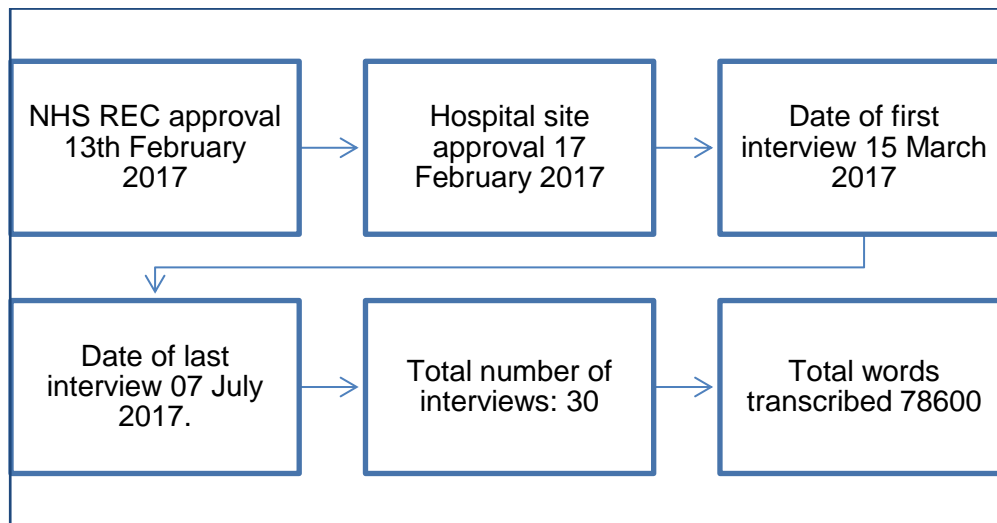 NHS REC approval
13th February
2017
Hospital site
approval 17
February 2017
Date of first
interview 15 March
2017
Date of last
interview 07 July
2017.
Total number of
interviews: 30
Total words
transcribed 78600